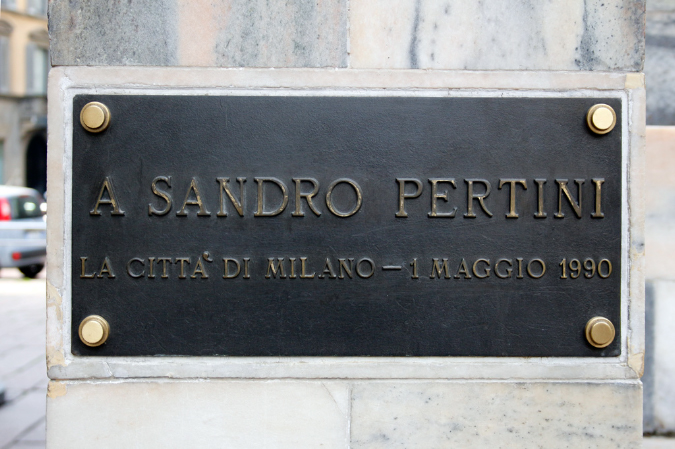 A SANDRO PERTINI
LA CITTÀ DI MILANO – 1 MAGGIO 1990